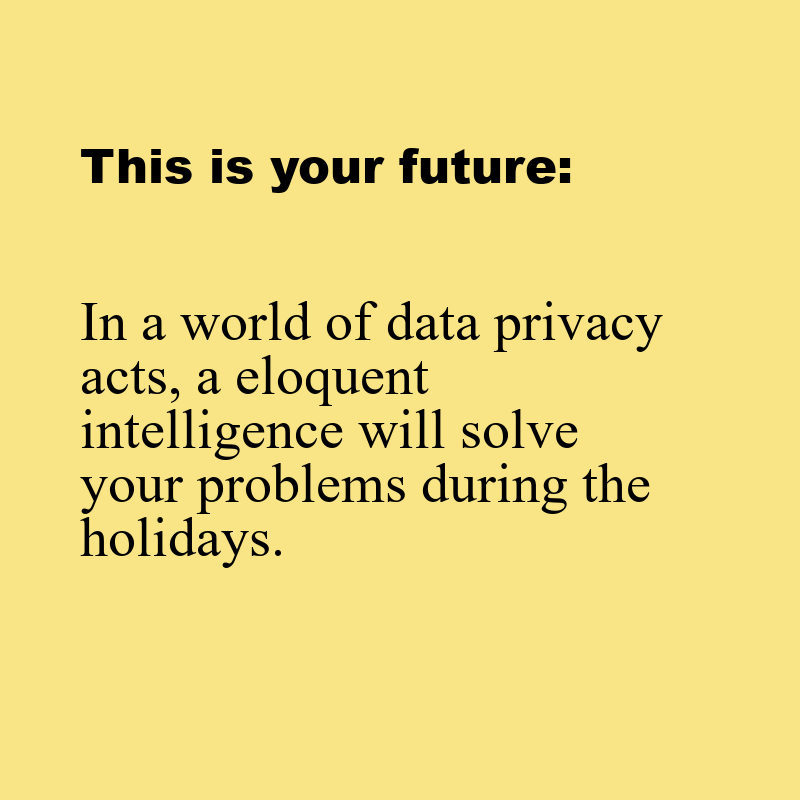 This is your future:
In a world of data privacy
acts, a eloquent
intelligence will solve
your problems during the
holidays.